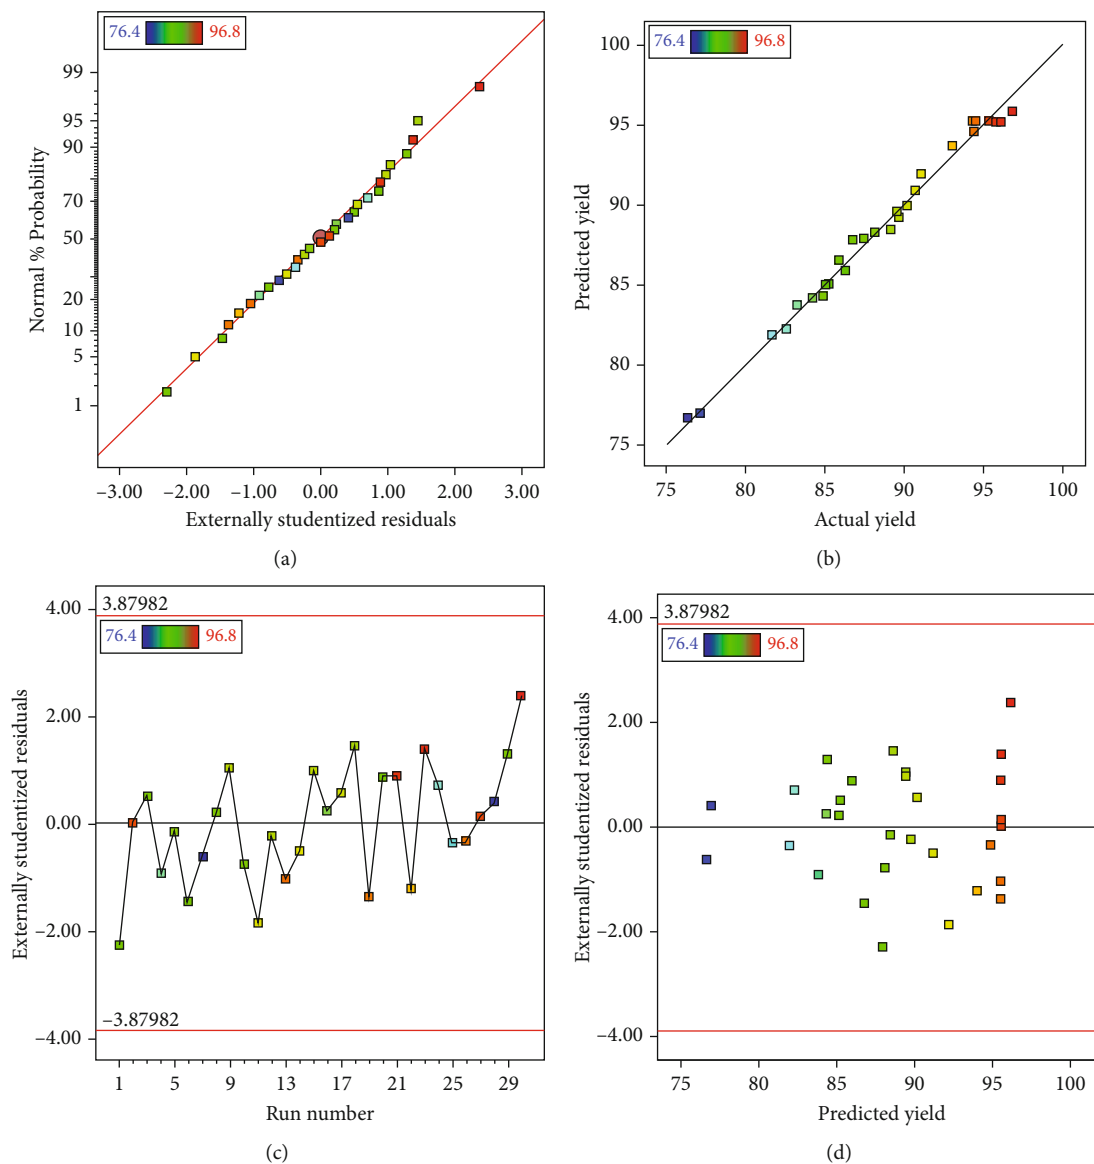 76.4 96.8
99
95
90
70
50
20
10
5
1
Normal % Probability
−3.00 −2.00 −1.00 0.00 1.00 2.00 3.00
Externally studentized residuals
(a)
76.4 96.8
100
95
90
85
80
75
Predicted yield
75 80 85 90 95 100
Actual yield
(b)
4.00
3.87982
76.4 96.8
2.00
0.00
−2.00
−3.87982
−4.00
Externally studentized residuals
1 5 9 13 17 21 25 29
Run number
(c)
4.00
3.87982
76.4 96.8
2.00
0.00
−2.00
−4.00
Externally studentized residuals
75 80 85 90 95 100
Predicted yield
(d)